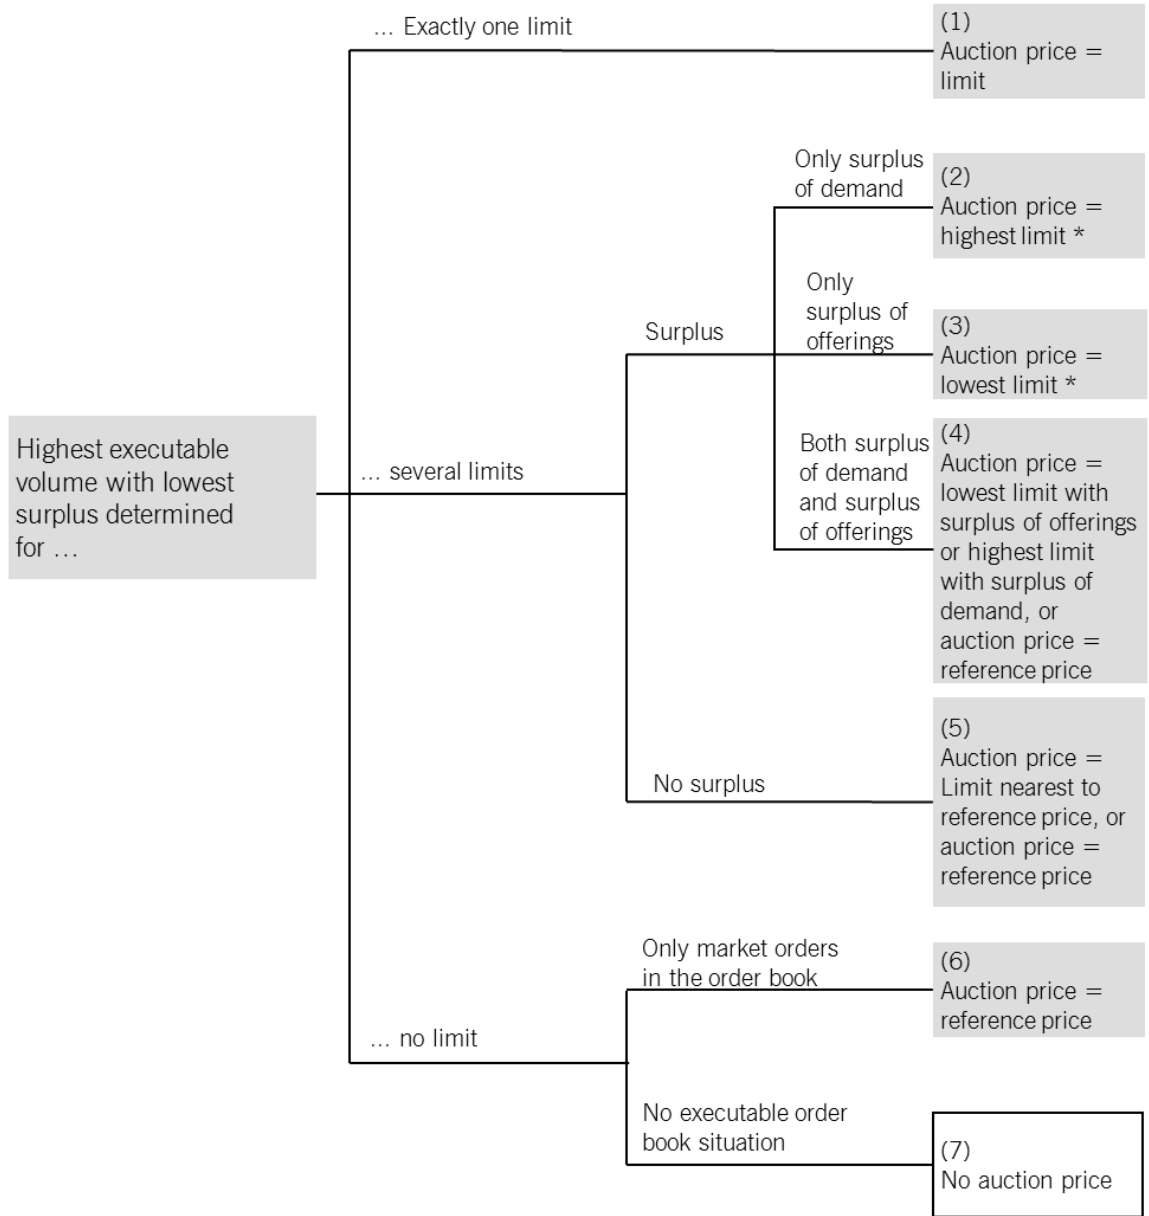 ... Exactly one limit
(1)
Auction price =
limit
Only surplus
of demand
(2)
Auction price =
highest limit *
Only
surplus of
offerings
Surplus
(3)
Auction price =
lowest limit *
Highest executable
volume with lowest
surplus determined
for ...
... several limits
Both surplus
of demand
and surplus
of offerings
(4)
Auction price =
lowest limit with
surplus of offerings
or highest limit
with surplus of
demand, or
auction price =
reference price
No surplus
(5)
Auction price =
Limit nearest to
reference price, or
auction price =
reference price
Only market orders
in the order book
(6)
Auction price =
reference price
... no limit
No executable order
book situation
(7)
No auction price